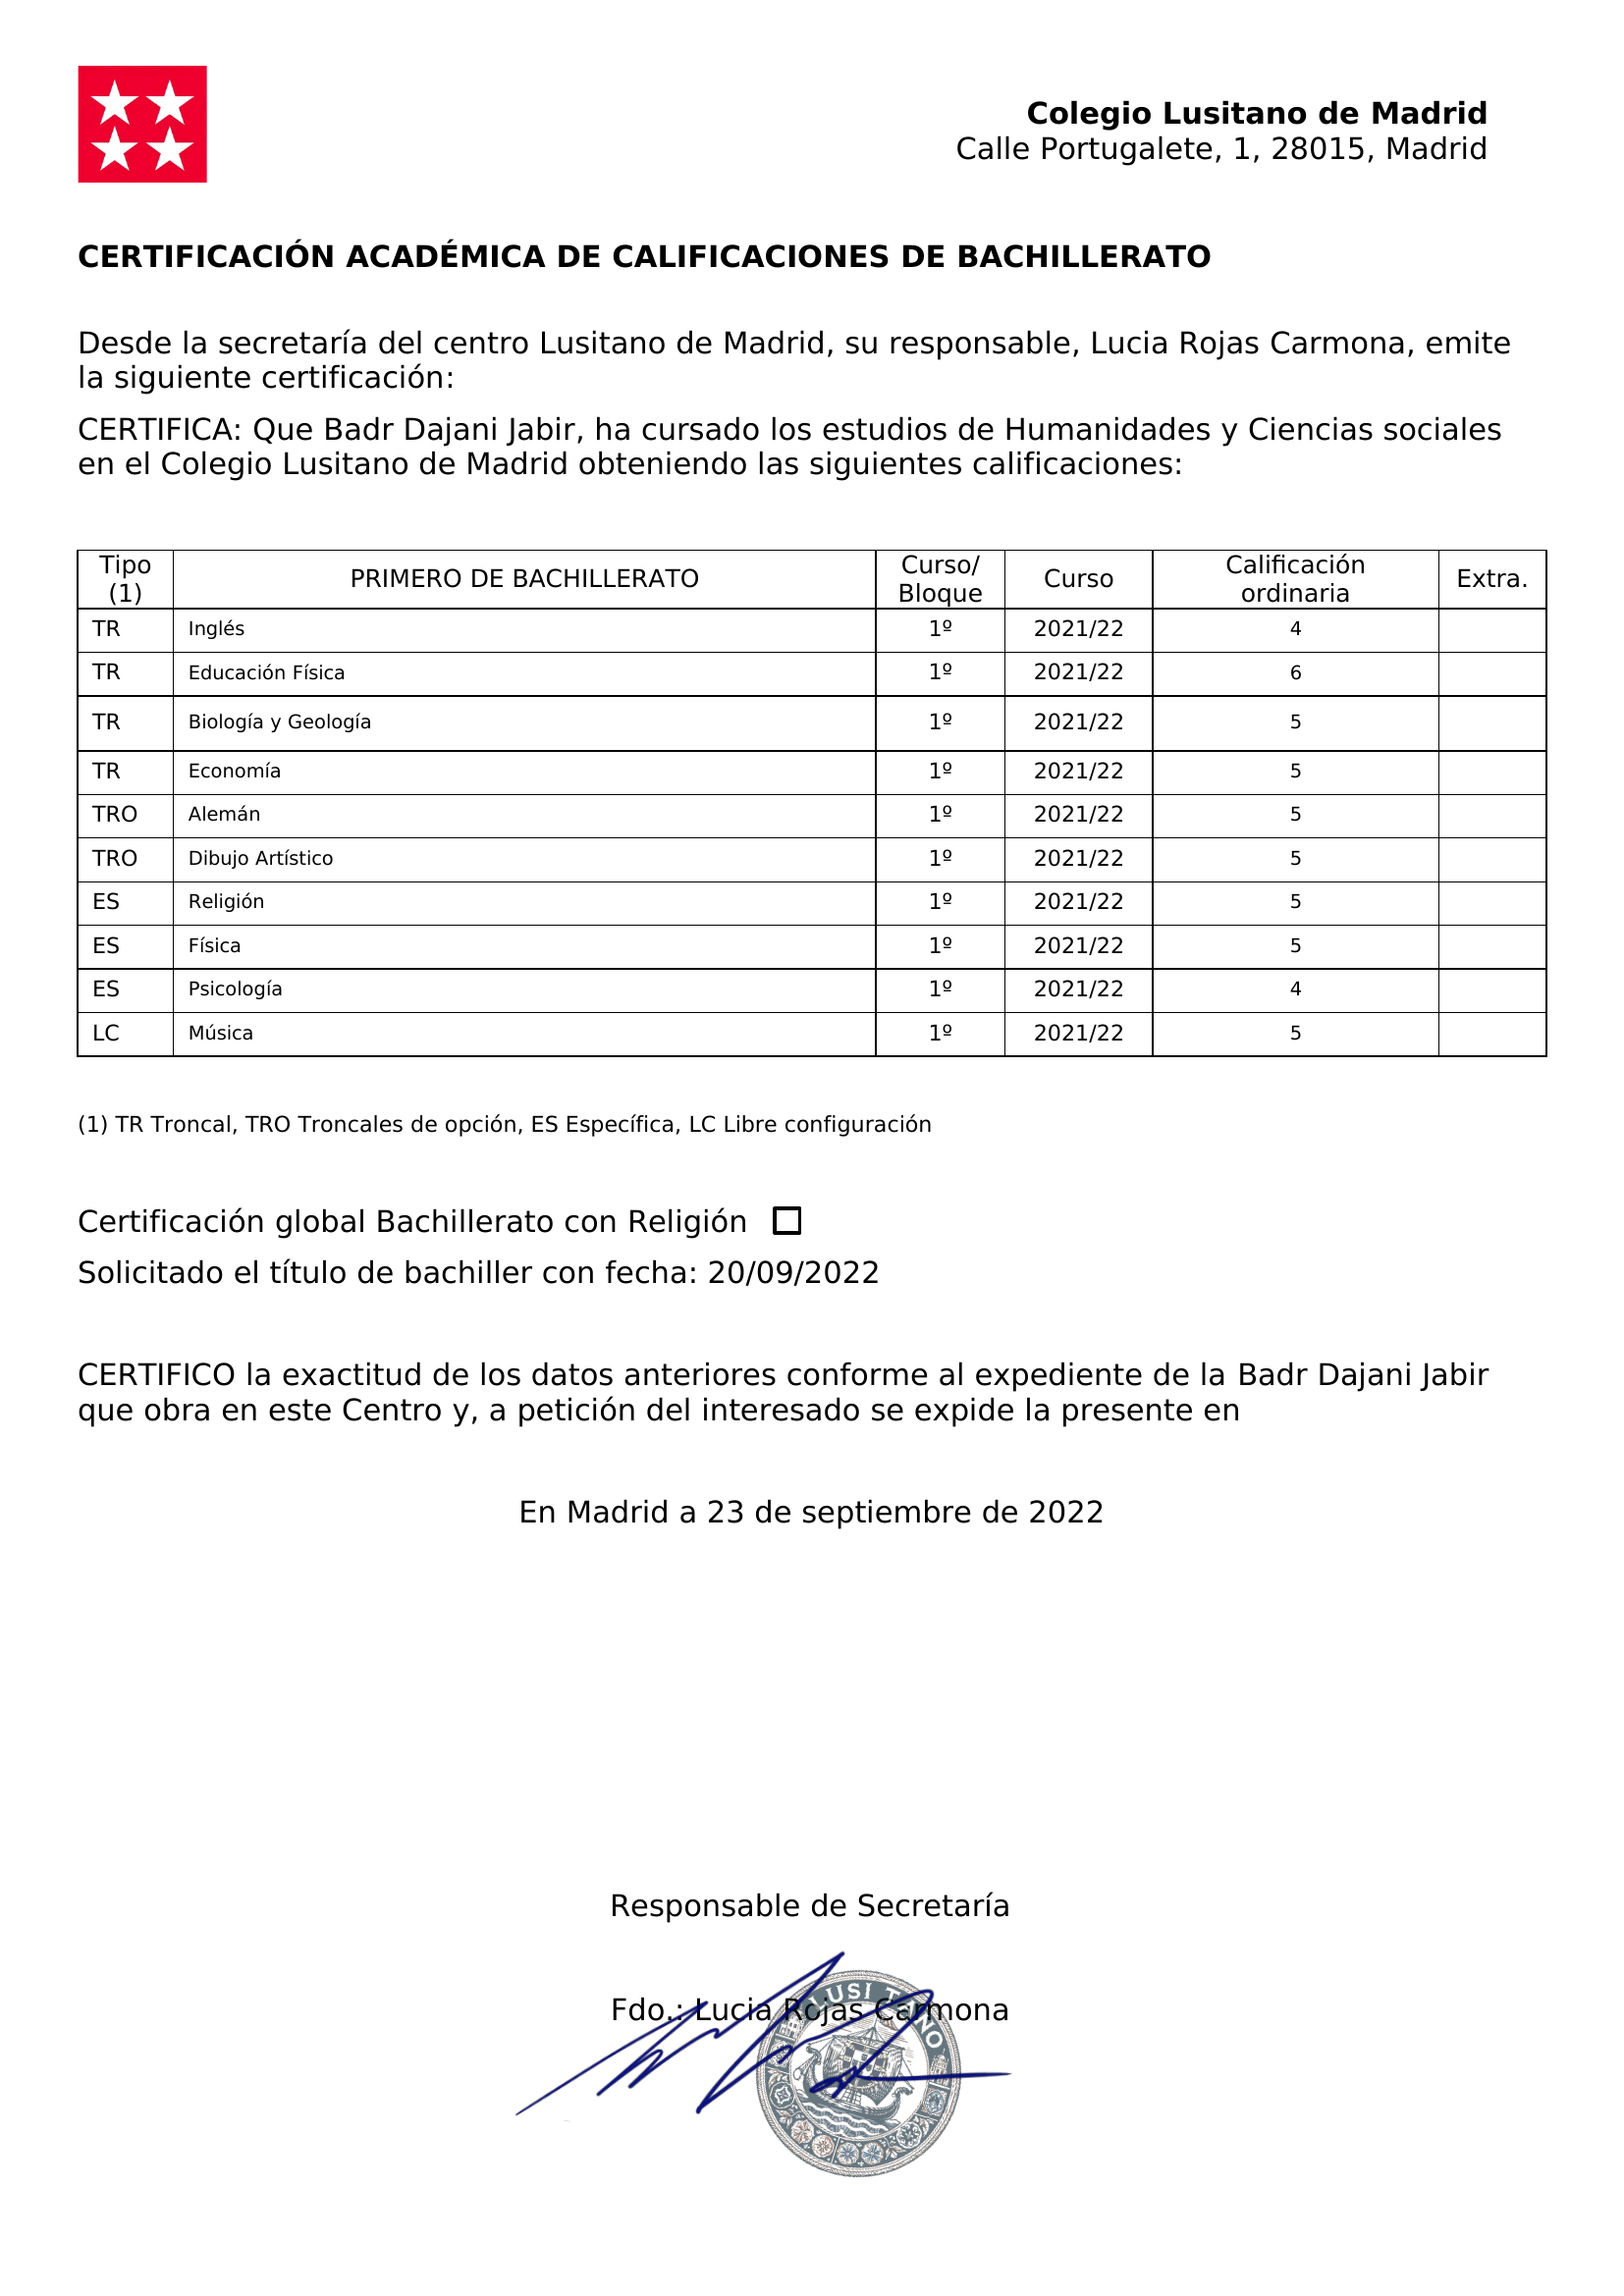 Colegio Lusitano de Madrid
Calle Portugalete, 1, 28015, Madrid
CERTIFICACIÓN ACADÉMICA DE CALIFICACIONES DE BACHILLERATO
Desde la secretaría del centro Lusitano de Madrid, su responsable, Lucia Rojas Carmona, emite
la siguiente certificación:
CERTIFICA: Que Badr Dajani Jabir, ha cursado los estudios de Humanidades y Ciencias sociales
en el Colegio Lusitano de Madrid obteniendo las siguientes calificaciones:
Tipo (1) PRIMERO DE BACHILLERATO Curso/ Bloque Curso Calificación ordinaria Extra.
TR Inglés 1º 2021/22 4
TR Educación Física 1º 2021/22 6
TR Biología y Geología 1º 2021/22 5
TR Economía 1º 2021/22 5
TRO Alemán 1º 2021/22 5
TRO Dibujo Artístico 1º 2021/22 5
ES Religión 1º 2021/22 5
ES Física 1º 2021/22 5
ES Psicología 1º 2021/22 4
LC Música 1º 2021/22 5
(1) TR Troncal, TRO Troncales de opción, ES Específica, LC Libre configuración
Certificación global Bachillerato con Religión
Solicitado el título de bachiller con fecha: 20/09/2022
CERTIFICO la exactitud de los datos anteriores conforme al expediente de la Badr Dajani Jabir
que obra en este Centro y, a petición del interesado se expide la presente en
En Madrid a 23 de septiembre de 2022
Responsable de Secretaría
Fdo.: Lucia Rojas Carmona